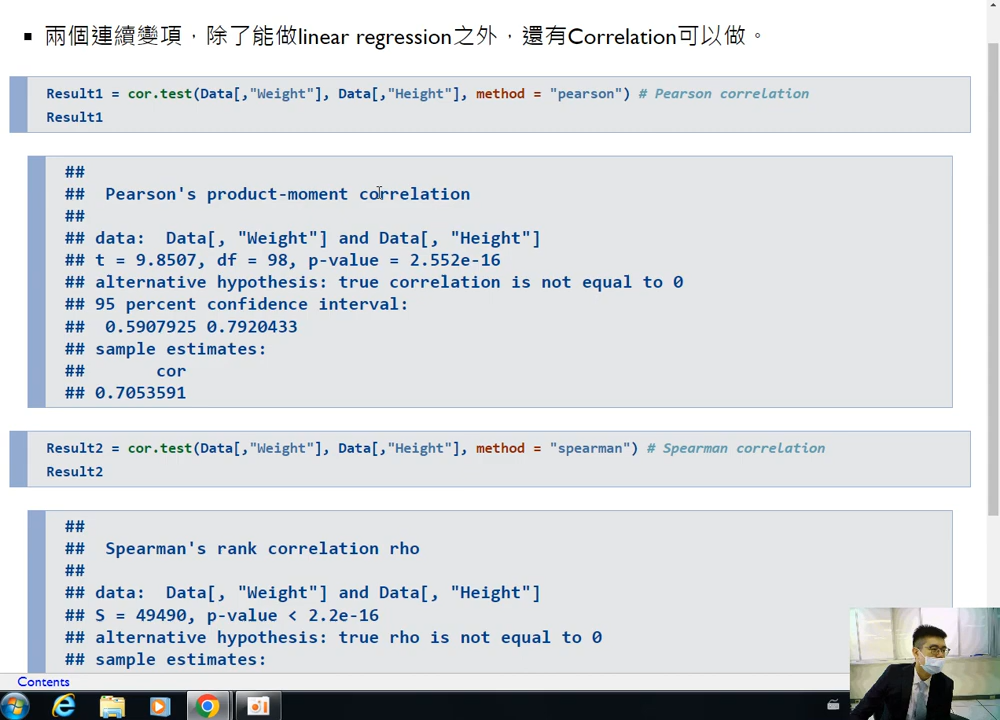 ▪ 兩個連續變項，除了能做linear regression之外，還有Correlation可以做。
Result1 = cor.test(Data[,"Weight"], Data[,"Height"], method = "pearson") # Pearson correlation
Result1
##
##  Pearson's product-moment correlation
##
## data:  Data[, "Weight"] and Data[, "Height"]
## t = 9.8507, df = 98, p-value = 2.552e-16
## alternative hypothesis: true correlation is not equal to 0
## 95 percent confidence interval:
##  0.5907925 0.7920433
## sample estimates:
##       cor
## 0.7053591
Result2 = cor.test(Data[,"Weight"], Data[,"Height"], method = "spearman") # Spearman correlation
Result2
##
##  Spearman's rank correlation rho
##
## data:  Data[, "Weight"] and Data[, "Height"]
## S = 49490, p-value < 2.2e-16
## alternative hypothesis: true rho is not equal to 0
## sample estimates:
Contents